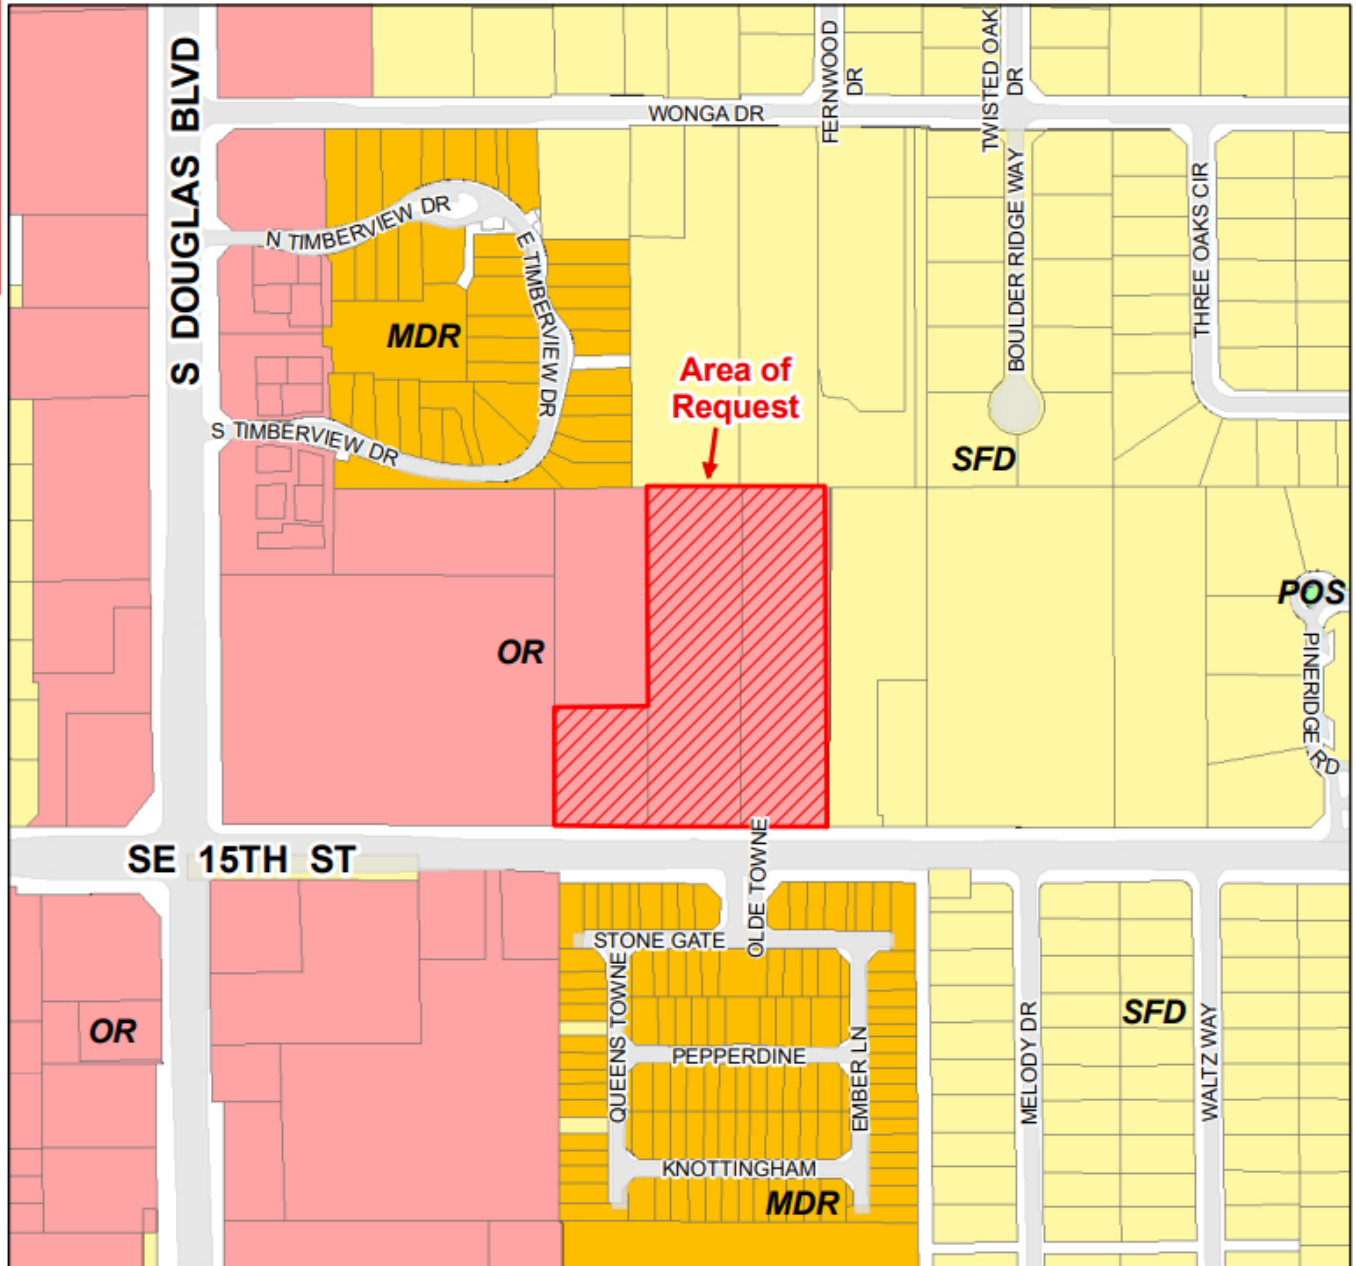 S DOUGLAS BLVD
WONGA DR
FERNWOOD
DR
TWISTED OAK
DR
BOULDER RIDGE WAY
THREE OAKS CIR
N TIMBERVIEW DR
E TIMBERVIEW DR
MDR
S TIMBERVIEW DR
Area of
Request
SFD
OR
POS
PINERIDGE RD
SE 15TH ST
OLDE TOWNE
STONE GATE
QUEENS TOWNE
PEPPERDINE
EMBER LN
KNOTTINGHAM
MDR
OR
MELODY DR
SFD
WALTZ WAY